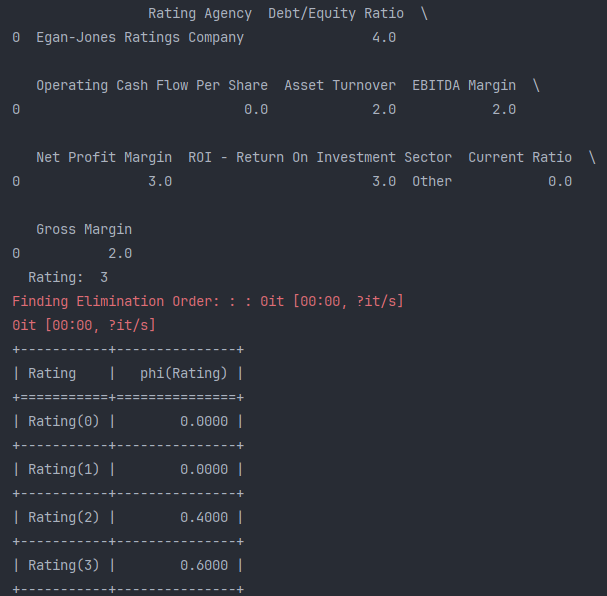 Rating Agency  Debt/Equity Ratio  \
0  Egan-Jones Ratings Company                4.0
Operating Cash Flow Per Share  Asset Turnover  EBITDA Margin  \
0                            0.0             2.0            2.0
Net Profit Margin  ROI - Return On Investment Sector  Current Ratio  \
0                3.0                         3.0  Other            0.0
Gross Margin
0           2.0
Rating:  3
Finding Elimination Order: : : 0it [00:00, ?it/s]
0it [00:00, ?it/s]
+-----------+---------------+
| Rating    |   phi(Rating) |
+===========+===============+
| Rating(0) |        0.0000 |
+-----------+---------------+
| Rating(1) |        0.0000 |
+-----------+---------------+
| Rating(2) |        0.4000 |
+-----------+---------------+
| Rating(3) |        0.6000 |
+-----------+---------------+